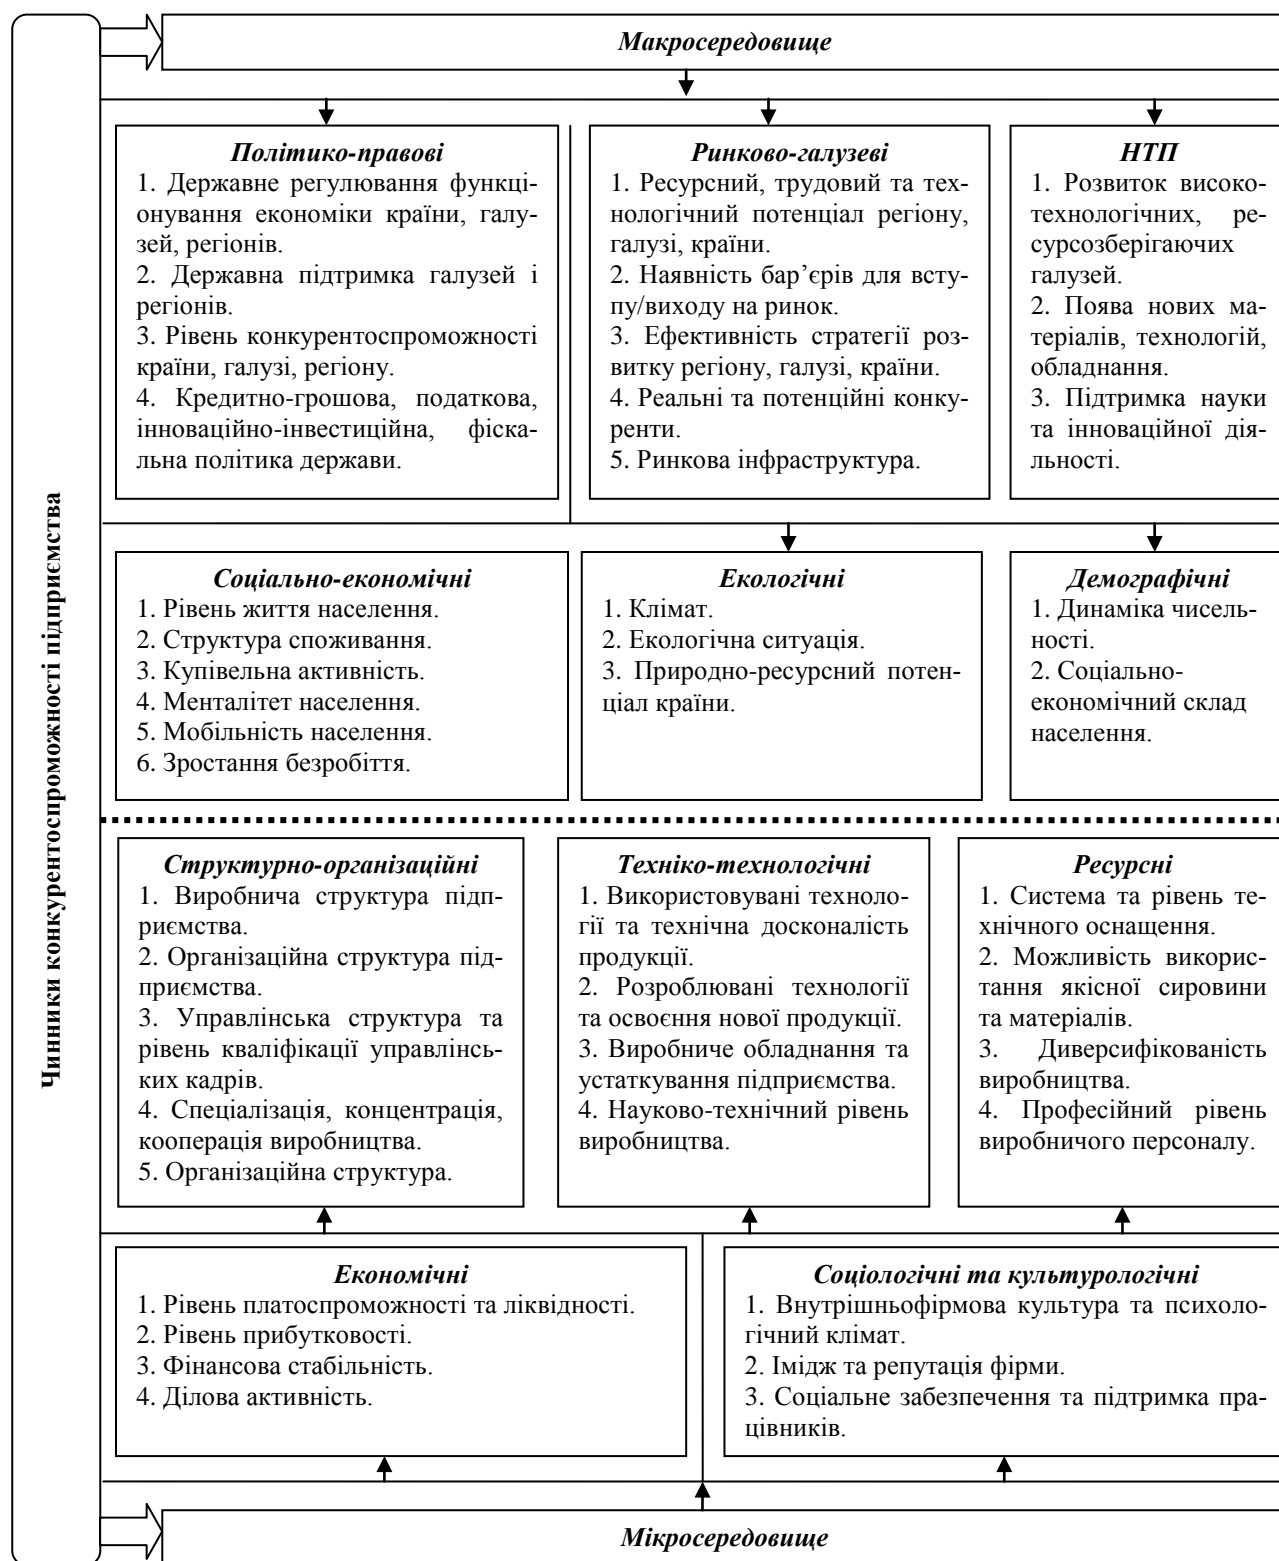 Чинники конкурентоспроможності підприємства
Макросередовище
Політико-правові
1. Державне регулювання функці-
онування економіки країни, галу-
зей, регіонів.
2. Державна підтримка галузей і
регіонів.
3. Рівень конкурентоспроможності
країни, галузі, регіону.
4. Кредитно-грошова, податкова,
інноваційно-інвестиційна, фіска-
льна політика держави.
Ринково-галузеві
1. Ресурсний, трудовий та тех-
нологічний потенціал регіону,
галузі, країни.
2. Наявність бар’єрів для всту-
пу/виходу на ринок.
3. Ефективність стратегії роз-
витку регіону, галузі, країни.
4. Реальні та потенційні конку-
ренти.
5. Ринкова інфраструктура.
НТП
1. Розвиток високо-
технологічних, ре-
сурсозберігаючих
галузей.
2. Поява нових ма-
теріалів, технологій,
обладнання.
3. Підтримка науки
та інноваційної дія-
льності.
Соціально-економічні
1. Рівень життя населення.
2. Структура споживання.
3. Купівельна активність.
4. Менталітет населення.
5. Мобільність населення.
6. Зростання безробіття.
Екологічні
1. Клімат.
2. Екологічна ситуація.
3. Природно-ресурсний потен-
ціал країни.
Демографічні
1. Динаміка чисель-
ності.
2. Соціально-
економічний склад
населення.
Структурно-організаційні
1. Виробнича структура підп-
риємства.
2. Організаційна структура під-
приємства.
3. Управлінська структура та
рівень кваліфікації управлінсь-
ких кадрів.
4. Спеціалізація, концентрація,
кооперація виробництва.
5. Організаційна структура.
Техніко-технологічні
1. Використовувані техноло-
гії та технічна досконалість
продукції.
2. Розроблювані технології
та освоєння нової продукції.
3. Виробниче обладнання та
устаткування підприємства.
4. Науково-технічний рівень
виробництва.
Ресурсні
1. Система та рівень те-
хнічного оснащення.
2. Можливість викорис-
тання якісної сировини
та матеріалів.
3. Диверсифікованість
виробництва.
4. Професійний рівень
виробничого персоналу.
Економічні
1. Рівень платоспроможності та ліквідності.
2. Рівень прибутковості.
3. Фінансова стабільність.
4. Ділова активність.
Соціологічні та культурологічні
1. Внутрішньофірмова культура та психоло-
гічний клімат.
2. Імідж та репутація фірми.
3. Соціальне забезпечення та підтримка пра-
цівників.
Мікросередовище